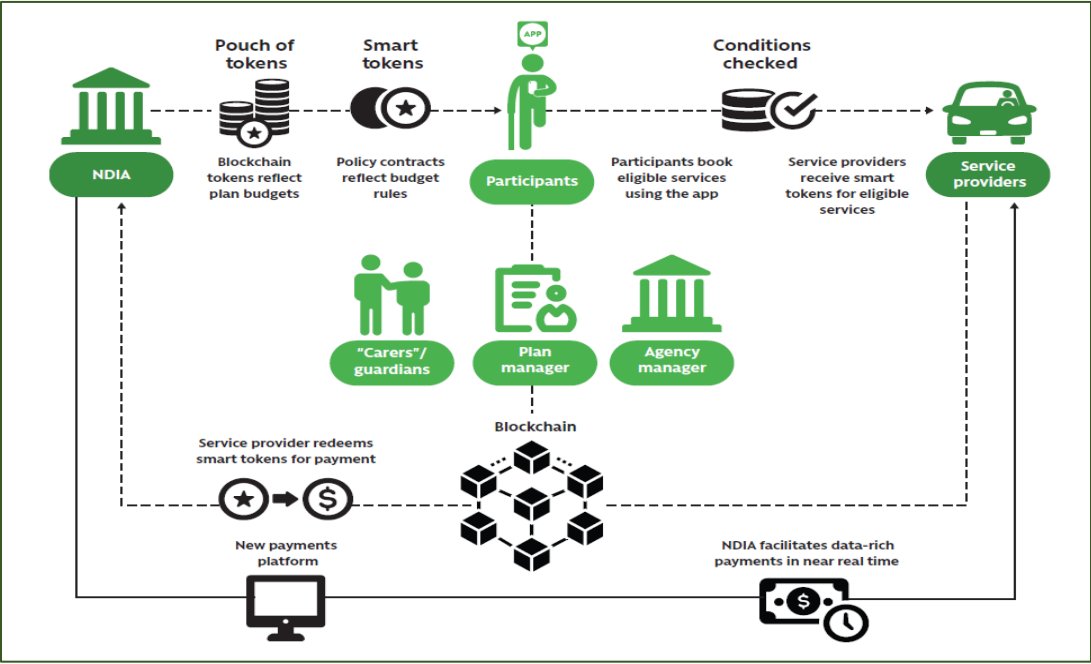 APP
Pouch of
tokens
Smart
tokens
Conditions
checked
NDIA
Blockchain
tokens reflect
plan budgets
Policy contracts
reflect budget
rules
Participants
Participants book
eligible services
using the app
Service providers
receive smart
tokens for eligible
services
Service
providers
"Carers"/
guardians
Plan
manager
Agency
manager
Blockchain
Service provider redeems
smart tokens for payment
$
New payments
platform
NDIA facilitates data-rich
payments in near real time
$